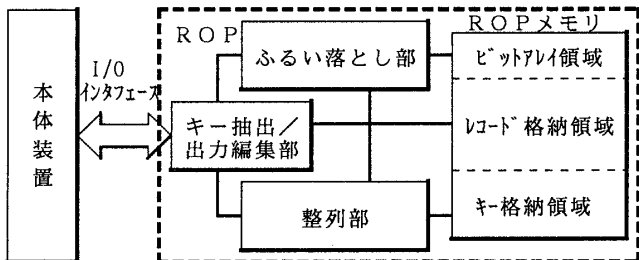 ROP
ROPメモリ
ふるい落とし部
ビットアレイ領域
I/O
インタフェース
本体装置
キー抽出／
出力編集部
レコード格納領域
整列部
キー格納領域